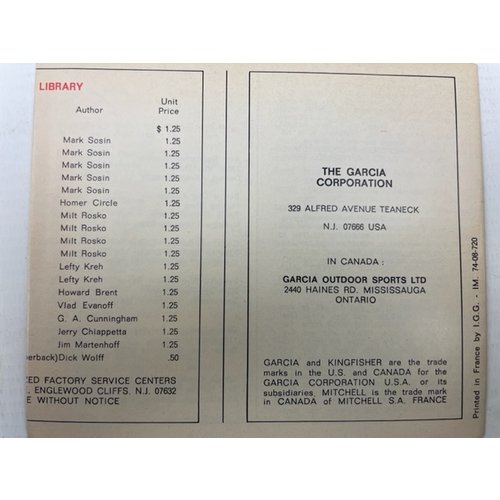 LIBRARY
Author Unit Price
$ 1.25
Mark Sosin 1.25
Mark Sosin 1.25
Mark Sosin 1.25
Mark Sosin 1.25
Mark Sosin 1.25
Homer Circle 1.25
Milt Rosko 1.25
Milt Rosko 1.25
Milt Rosko 1.25
Milt Rosko 1.25
Lefty Kreh 1.25
Lefty Kreh 1.25
Howard Brent 1.25
Vlad Evanoff 1.25
G. A. Cunningham 1.25
Jerry Chiappetta 1.25
Jim Martenhoff 1.25
erback)Dick Wolff .50
ED FACTORY SERVICE CENTERS
. ENGLEWOOD CLIFFS. N.J. 07632
E WITHOUT NOTICE
THE GARCIA
CORPORATION
329 ALFRED AVENUE TEANECK
N.J. 07666 USA
IN CANADA :
GARCIA OUTDOOR SPORTS LTD
2440 HAINES RD. MISSISSAUGA
ONTARIO
GARCIA and KINGFISHER are the trade
marks in the U.S. and CANADA for the
GARCIA CORPORATION U.S.A. or its
subsidiaries. MITCHELL is the trade mark
in CANADA of MITCHELL S.A. FRANCE
Printed in France by I.G.G. - IM. 74-08-720